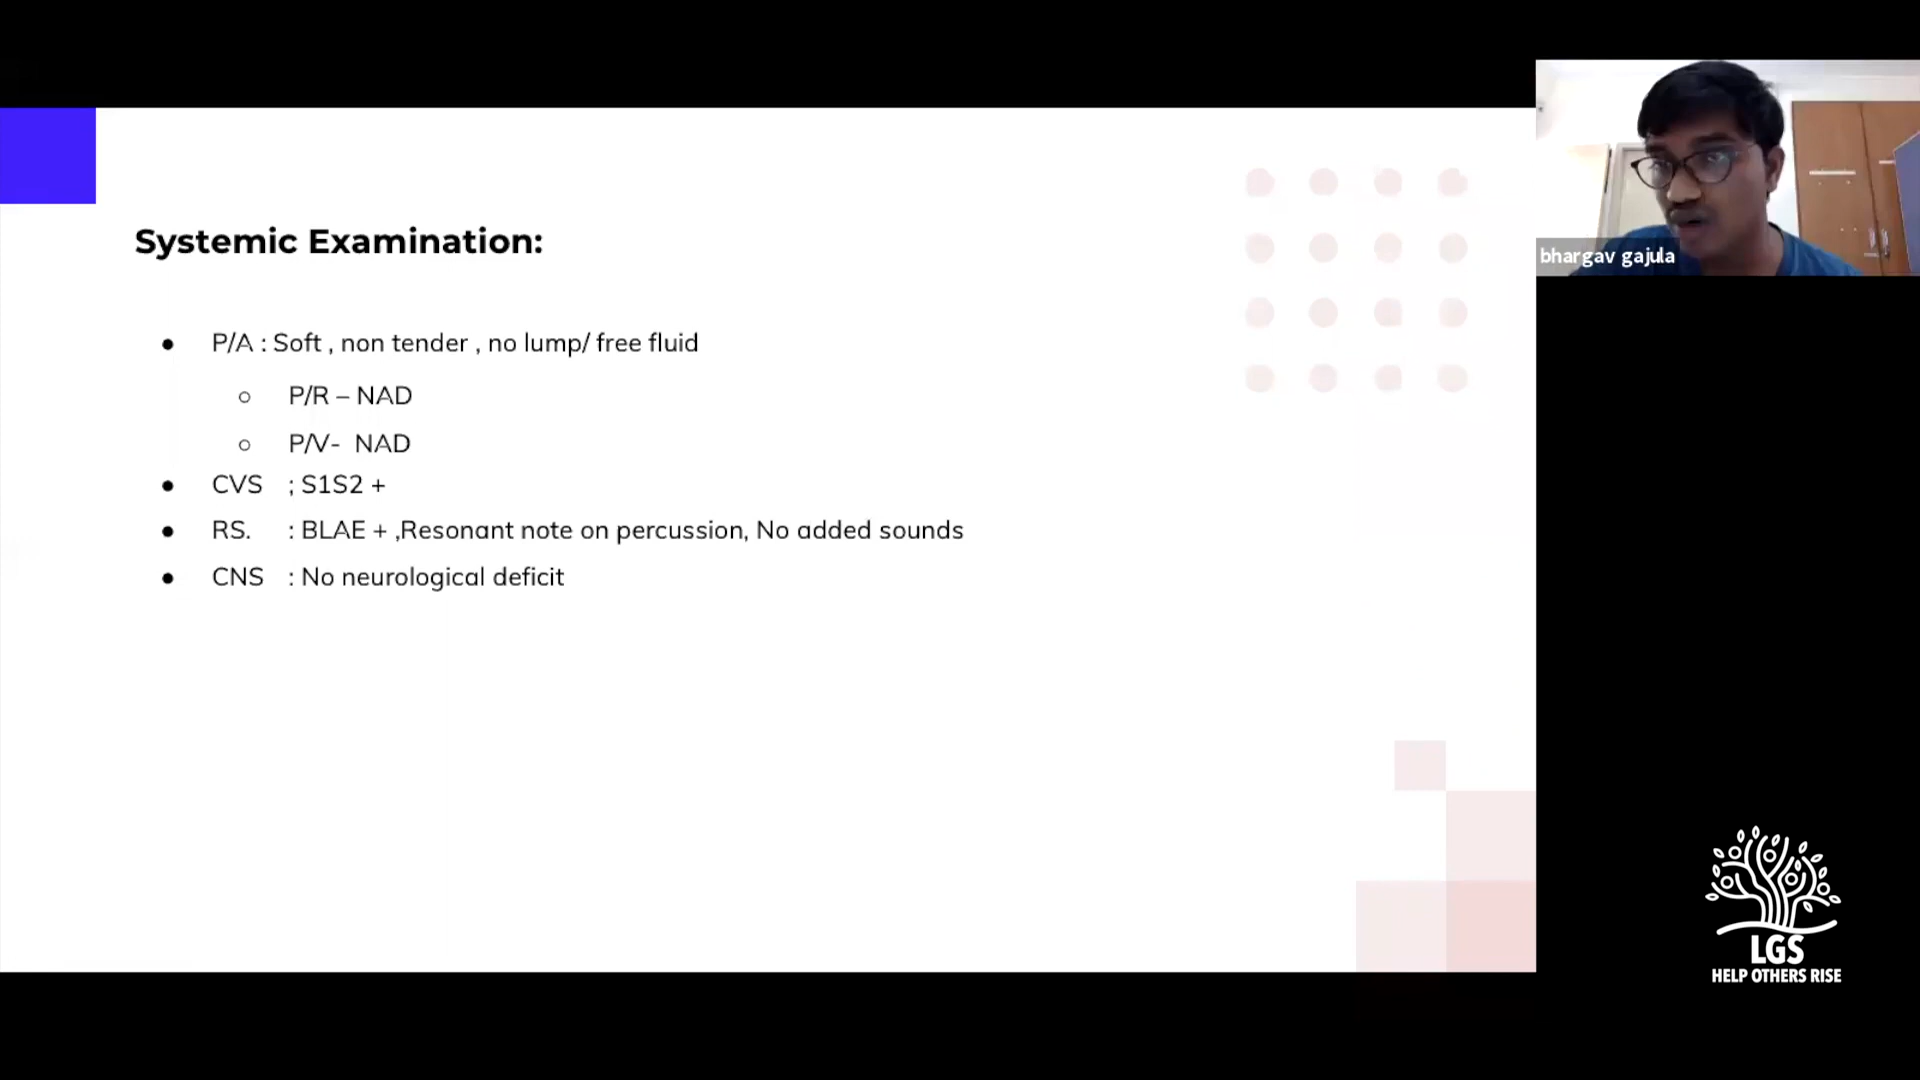 Systemic Examination:
P/A : Soft , non tender , no lump/ free fluid
P/R – NAD
P/V- NAD
CVS ; S1S2 +
RS. : BLAE + ,Resonant note on percussion, No added sounds
CNS : No neurological deficit
bhargav gajula
LGS
HELP OTHERS RISE